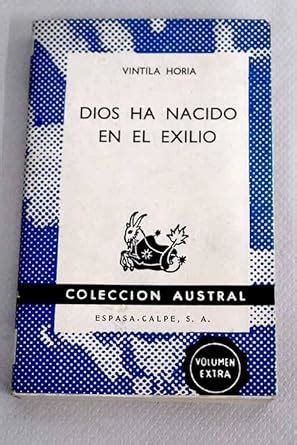 VINTILA HORIA
DIOS HA NACIDO
EN EL EXILIO
COLECCION AUSTRAL
ESPASA-CALPE, S. A.
VOLUMEN
EXTRA